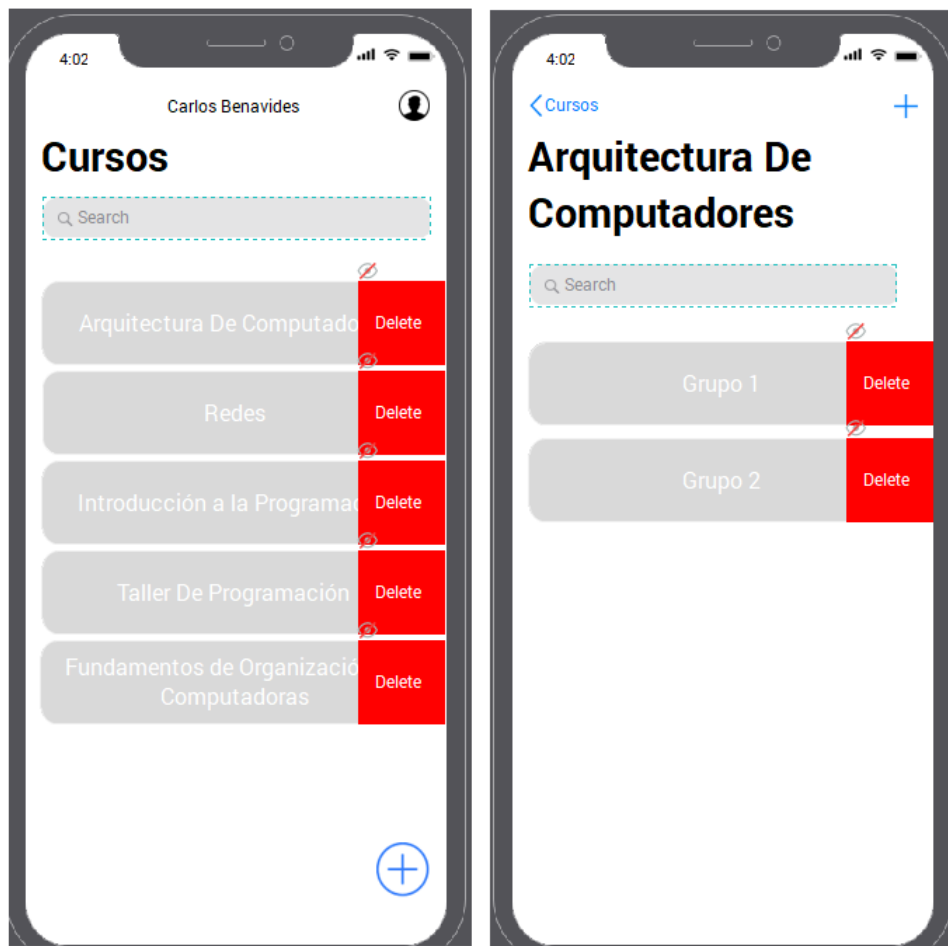 4:02
Carlos Benavides
Cursos
Search
Arquitectura De Computado
Delete
Redes
Delete
Introducción a la Programac
Delete
Taller De Programación
Delete
Fundamentos de Organizació
Computadoras
Delete
4:02
Cursos
Arquitectura De
Computadores
Search
Grupo 1
Delete
Grupo 2
Delete